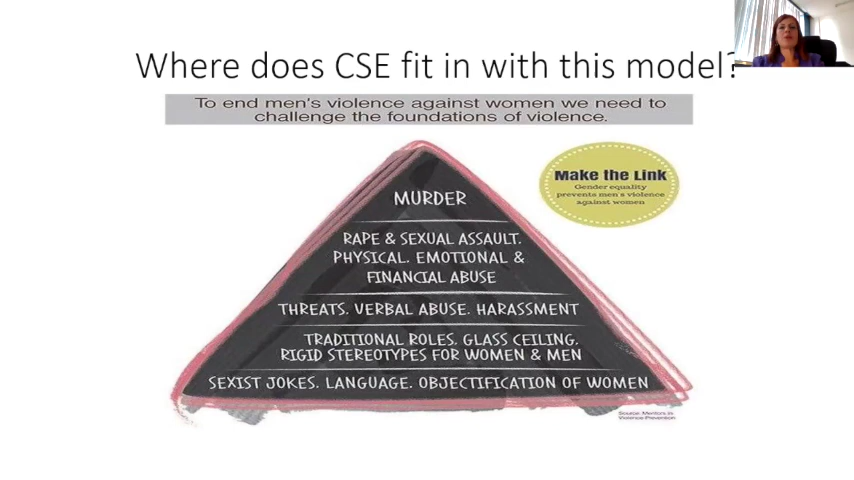 Where does CSE fit in with this model?
To end men's violence against women we need to
challenge the foundations of violence.
Make the Link
Gender equality
prevents men's violence
against women
MURDER
RAPE & SEXUAL ASSAULT.
PHYSICAL. EMOTIONAL &
FINANCIAL ABUSE
THREATS. VERBAL ABUSE. HARASSMENT
TRADITIONAL ROLES. GLASS CEILING.
RIGID STEREOTYPES FOR WOMEN & MEN
SEXIST JOKES. LANGUAGE. OBJECTIFICATION OF WOMEN
Source: Mentors in
Violence Prevention